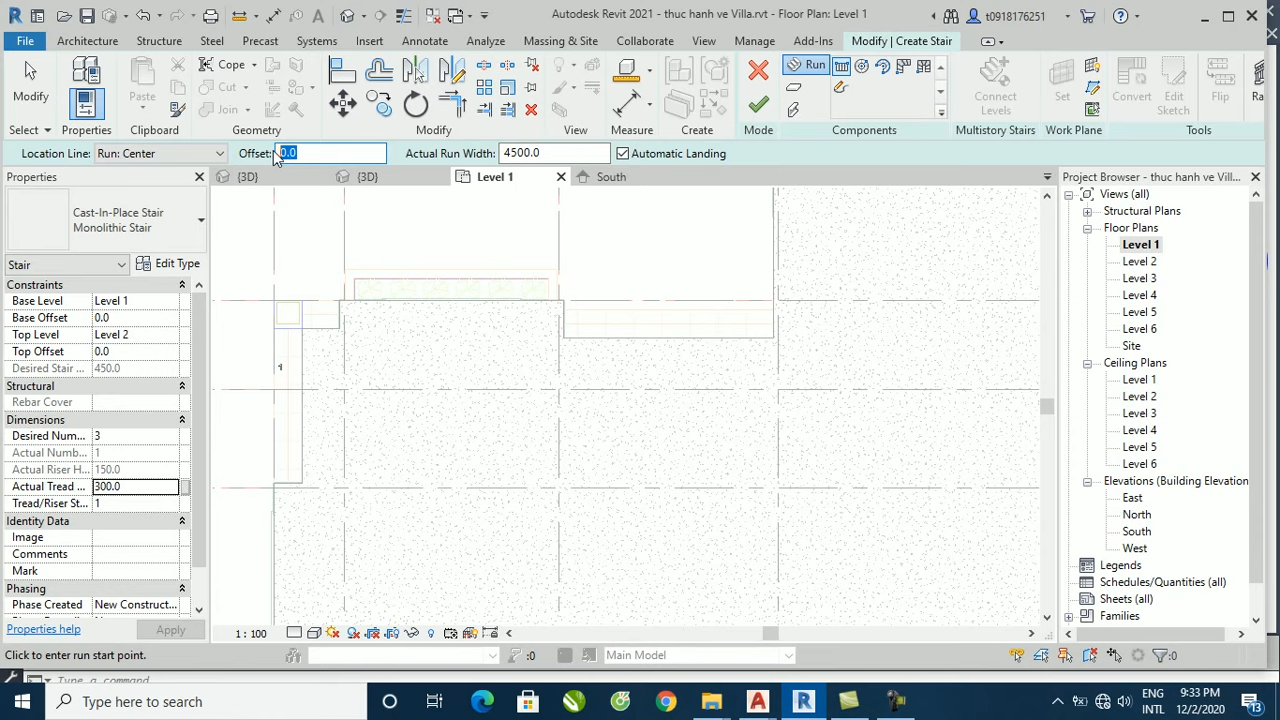 Autodesk Revit 2021 - thuc hanh ve Villa.rvt - Floor Plan: Level 1
t0918176251
File Architecture Structure Steel Precast Systems Insert Annotate Analyze Massing & Site Collaborate View Manage Add-Ins Modify | Create Stair
Modify
Paste
Cope
Cut
Join
Run
Connect Levels
Set
Convert
Edit Sketch
Flip
Select Properties Clipboard Geometry Modify View Measure Create Mode Components Multistory Stairs Work Plane Tools
Location Line: Run: Center Offset: 0.0 Actual Run Width: 4500.0 Automatic Landing
Properties
{3D} {3D} Level 1 South
Project Browser - thuc hanh ve Villa...
Cast-In-Place Stair
Monolithic Stair
Stair Edit Type
Constraints
Base Level Level 1
Base Offset 0.0
Top Level Level 2
Top Offset 0.0
Desired Stair ... 450.0
Structural
Rebar Cover
Dimensions
Desired Num... 3
Actual Numb... 1
Actual Riser H... 150.0
Actual Tread ... 300.0
Tread/Riser St... 1
Identity Data
Image
Comments
Mark
Phasing
Phase Created New Construct...
Properties help Apply
Views (all)
Structural Plans
Floor Plans
Level 1
Level 2
Level 3
Level 4
Level 5
Level 6
Site
Ceiling Plans
Level 1
Level 2
Level 3
Level 4
Level 5
Level 6
Elevations (Building Elevation
East
North
South
West
Legends
Schedules/Quantities (all)
Sheets (all)
Families
1 : 100
Click to enter run start point.
:0 Main Model :0
Type a command
Type here to search
ENG
INTL
9:33 PM
12/2/2020
13